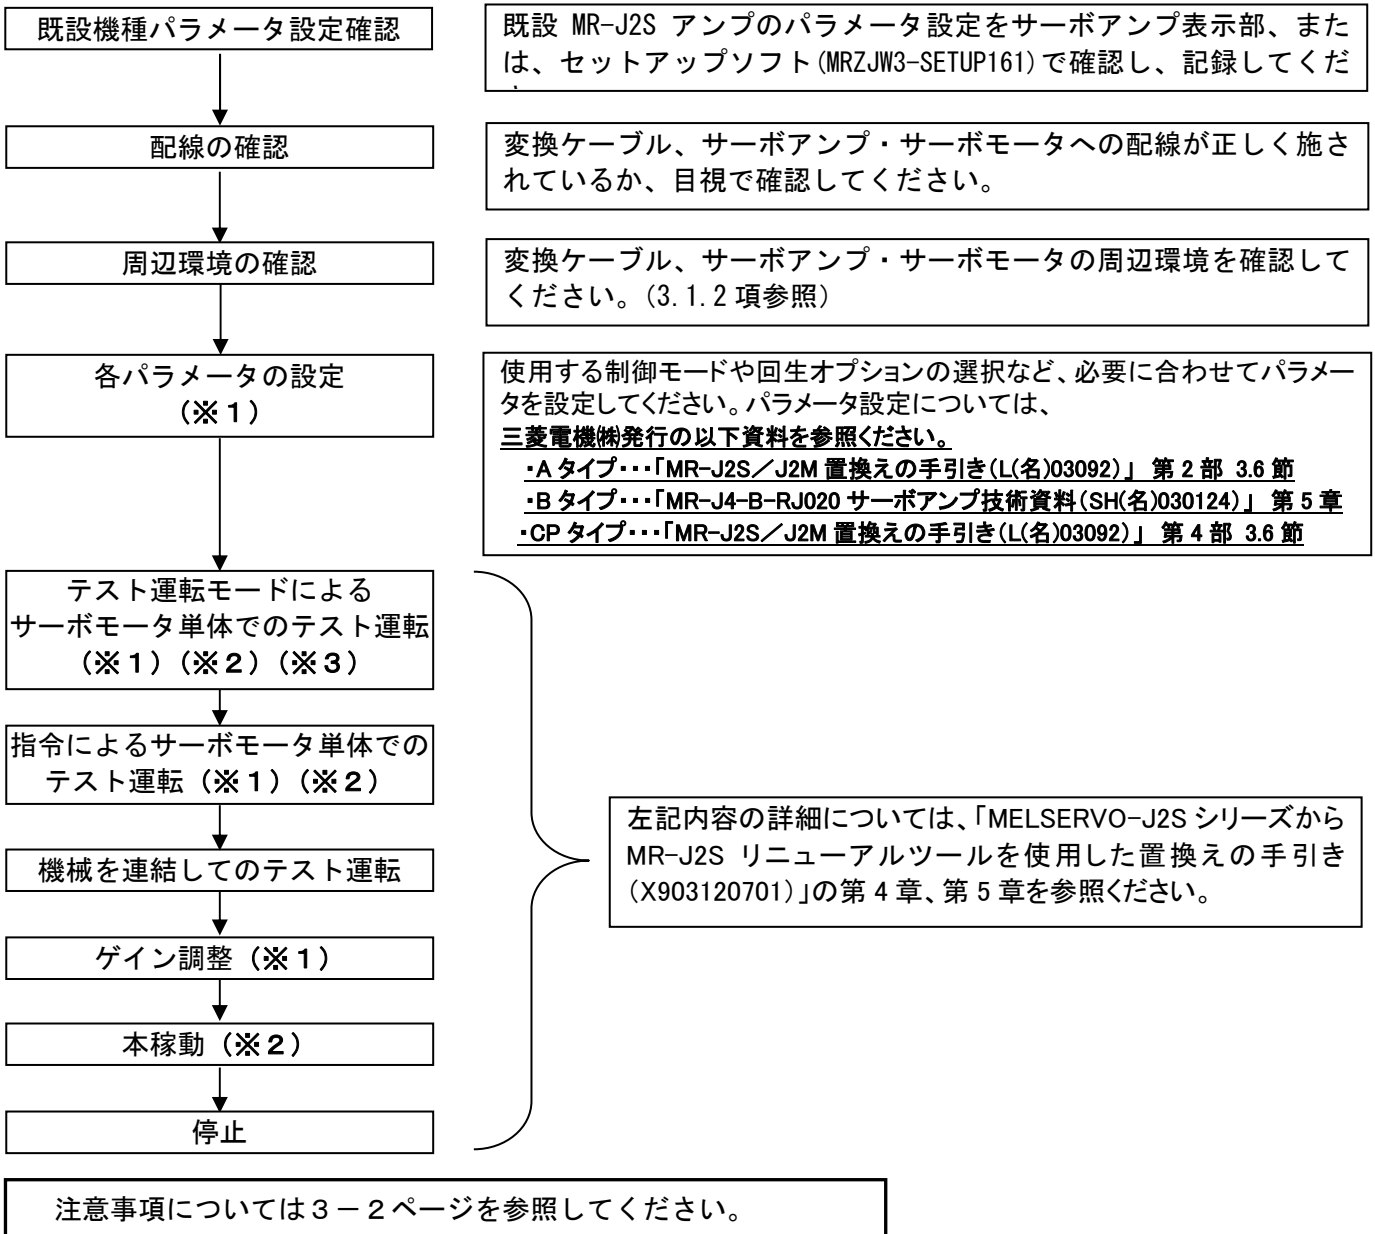 既設機種パラメータ設定確認
既設 MR-J2S アンプのパラメータ設定をサーボアンプ表示部、また
は、セットアップソフト(MRZJW3-SETUP161)で確認し、記録してくだ
配線の確認
変換ケーブル、サーボアンプ・サーボモータへの配線が正しく施さ
れているか、目視で確認してください。
周辺環境の確認
変換ケーブル、サーボアンプ・サーボモータの周辺環境を確認して
ください。(3.1.2 項参照)
各パラメータの設定
(※1)
使用する制御モードや回生オプションの選択など、必要に合わせてパラメー
タを設定してください。パラメータ設定については、
三菱電機㈱発行の以下資料を参照ください。
・A タイプ・・・「MR-J2S／J2M 置換えの手引き(L(名)03092)」 第 2 部 3.6 節
・B タイプ・・・「MR-J4-B-RJ020 サーボアンプ技術資料(SH(名)030124)」 第 5 章
・CP タイプ・・・「MR-J2S／J2M 置換えの手引き(L(名)03092)」 第 4 部 3.6 節
テスト運転モードによる
サーボモータ単体でのテスト運転
(※1)(※2)(※3)
指令によるサーボモータ単体での
テスト運転(※1)(※2)
機械を連結してのテスト運転
ゲイン調整(※1)
本稼動(※2)
停止
左記内容の詳細については、「MELSERVO-J2S シリーズから
MR-J2S リニューアルツールを使用した置換えの手引き
(X903120701)」の第 4 章、第 5 章を参照ください。
注意事項については３－２ページを参照してください。